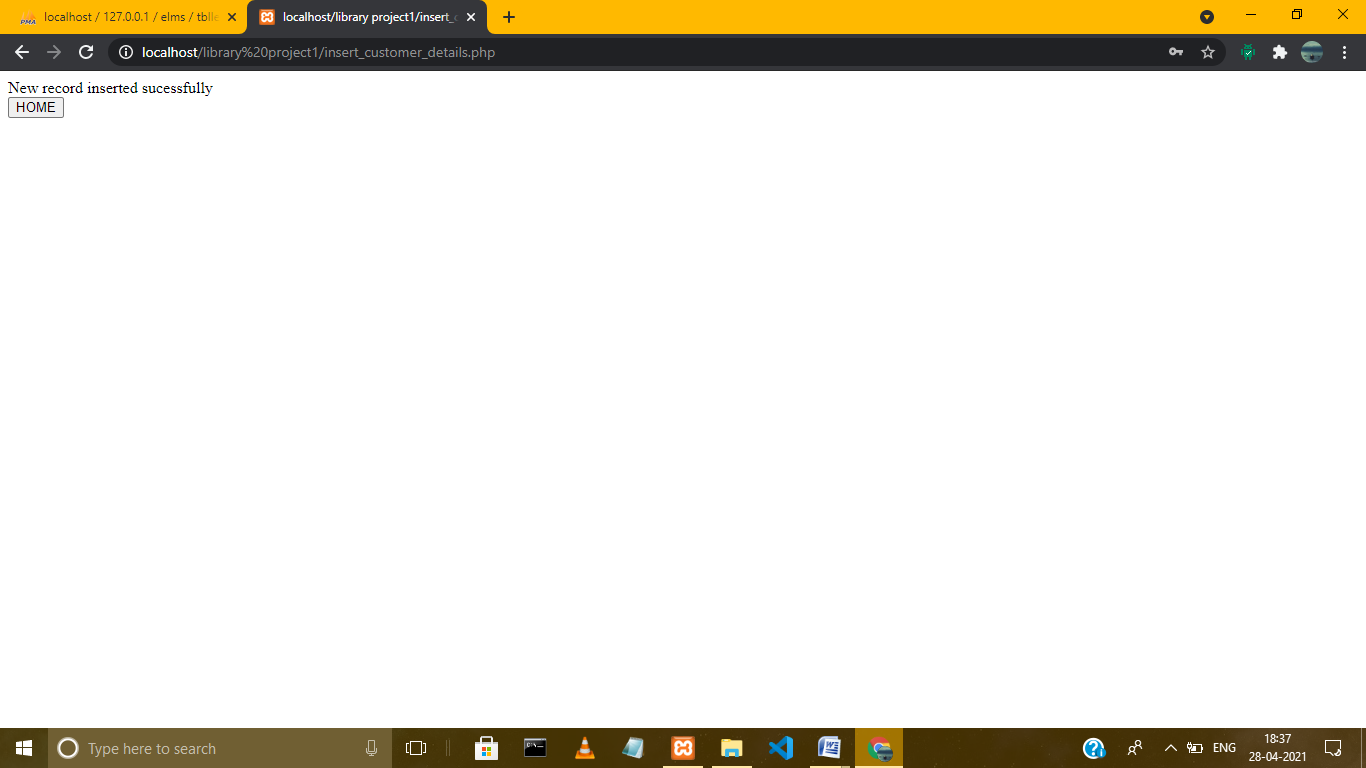 localhost / 127.0.0.1 / elms / tblle
localhost/library project1/insert_c
localhost/library%20project1/insert_customer_details.php
New record inserted sucessfully
HOME
Type here to search
ENG
18:37
28-04-2021